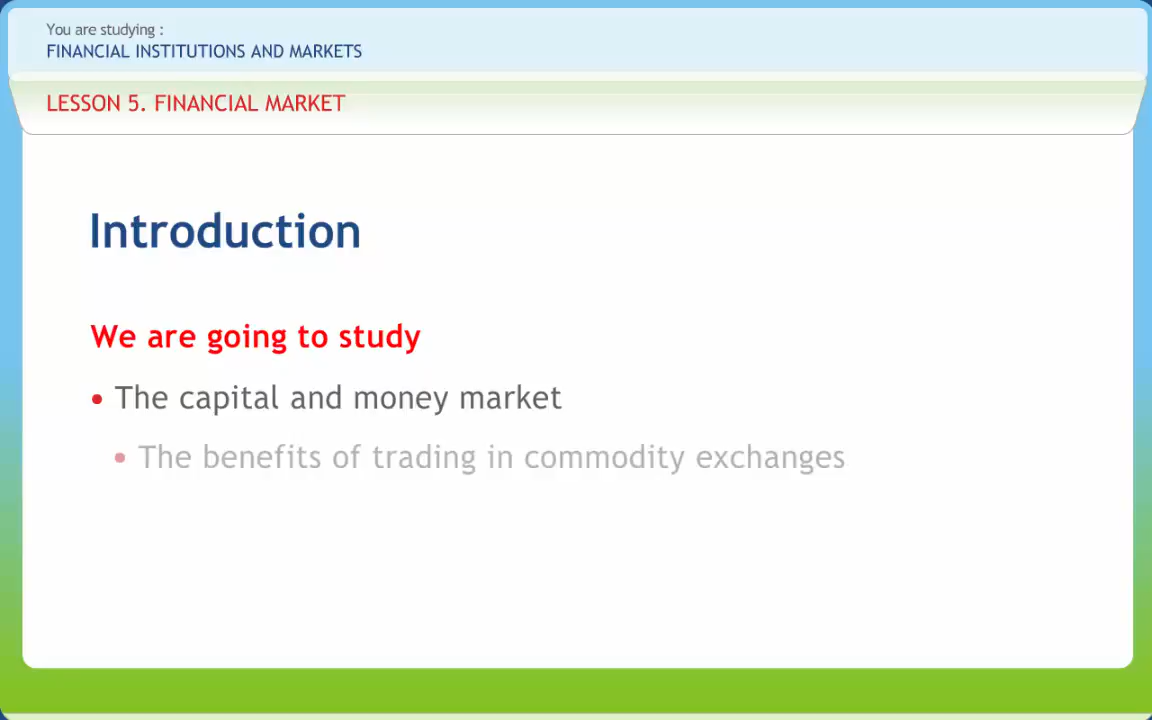 You are studying :
FINANCIAL INSTITUTIONS AND MARKETS
LESSON 5. FINANCIAL MARKET
Introduction
We are going to study
• The capital and money market
• The benefits of trading in commodity exchanges